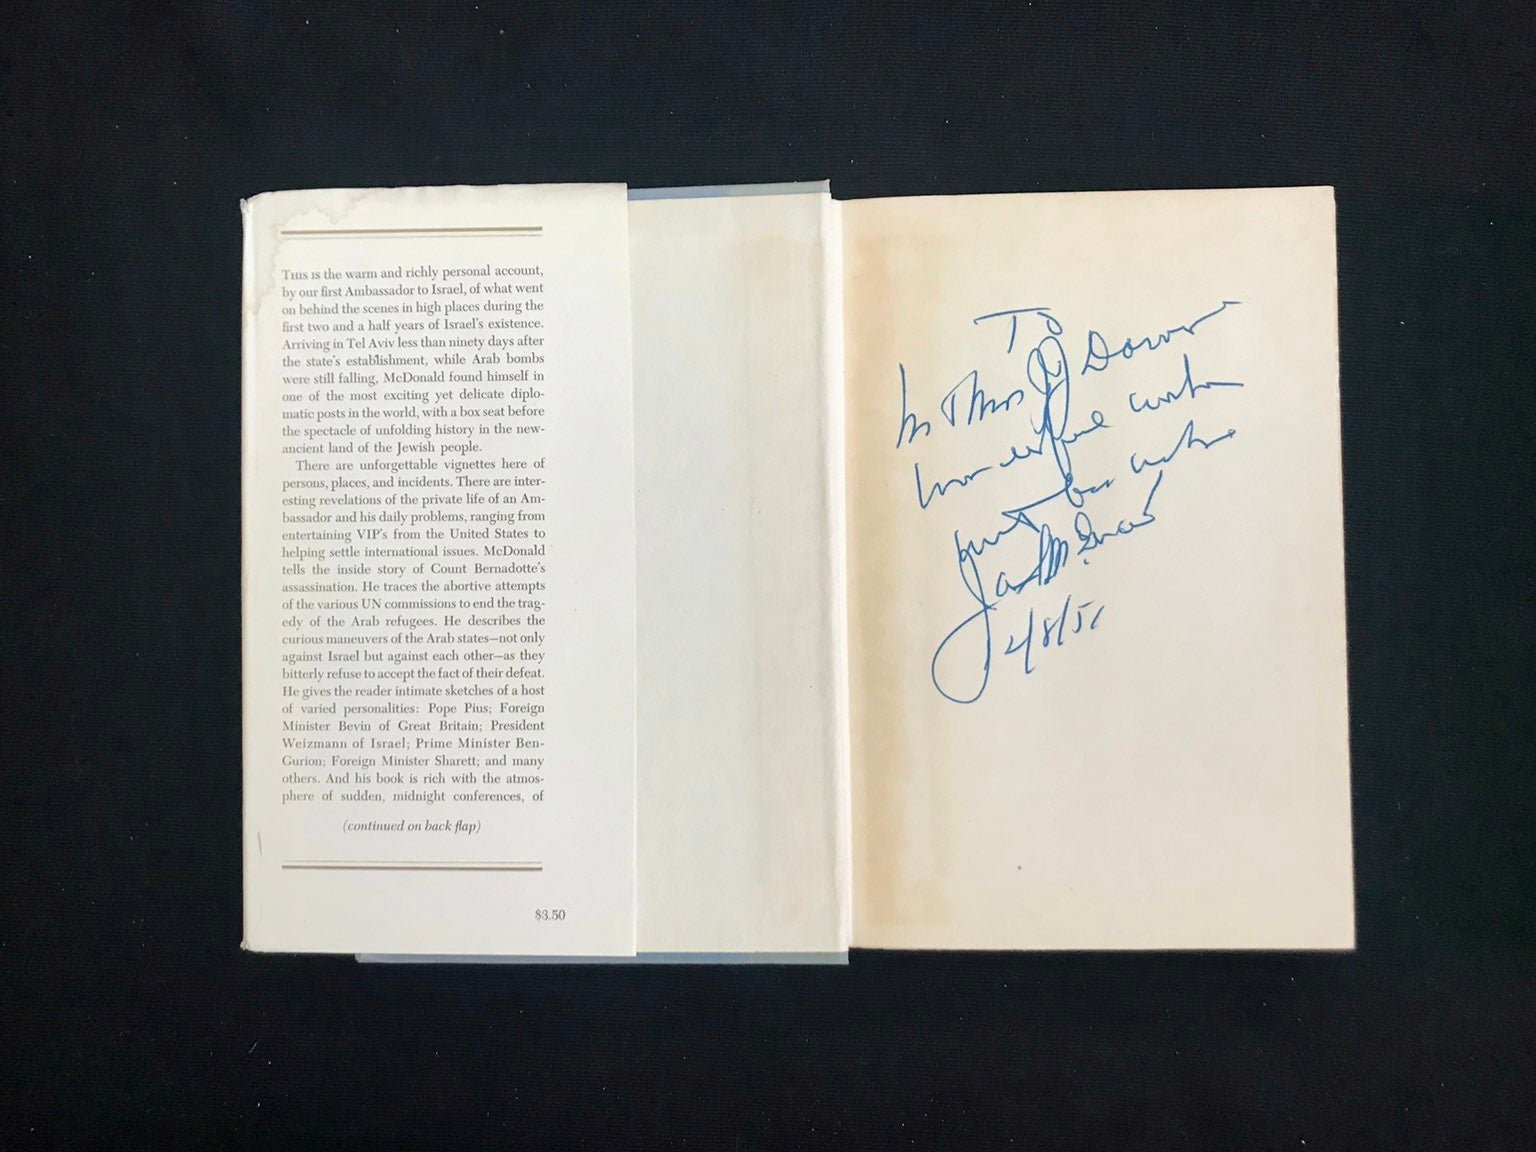 THIS IS the warm and richly personal account,
by our first Ambassador to Israel, of what went
on behind the scenes in high places during the
first two and a half years of Israel's existence.
Arriving in Tel Aviv less than ninety days after
the state's establishment, while Arab bombs
were still falling, McDonald found himself in
one of the most exciting yet delicate diplo-
matic posts in the world, with a box seat before
the spectacle of unfolding history in the new-
ancient land of the Jewish people.
There are unforgettable vignettes here of
persons, places, and incidents. There are inter-
esting revelations of the private life of an Am-
bassador and his daily problems, ranging from
entertaining VIP's from the United States to
helping settle international issues. McDonald
tells the inside story of Count Bernadotte's
assassination. He traces the abortive attempts
of the various UN commissions to end the trag-
edy of the Arab refugees. He describes the
curious maneuvers of the Arab states—not only
against Israel but against each other—as they
bitterly refuse to accept the fact of their defeat.
He gives the reader intimate sketches of a host
of varied personalities: Pope Pius; Foreign
Minister Bevin of Great Britain; President
Weizmann of Israel; Prime Minister Ben-
Gurion; Foreign Minister Sharett; and many
others. And his book is rich with the atmos-
phere of sudden, midnight conferences, of
(continued on back flap)
$3.50
To